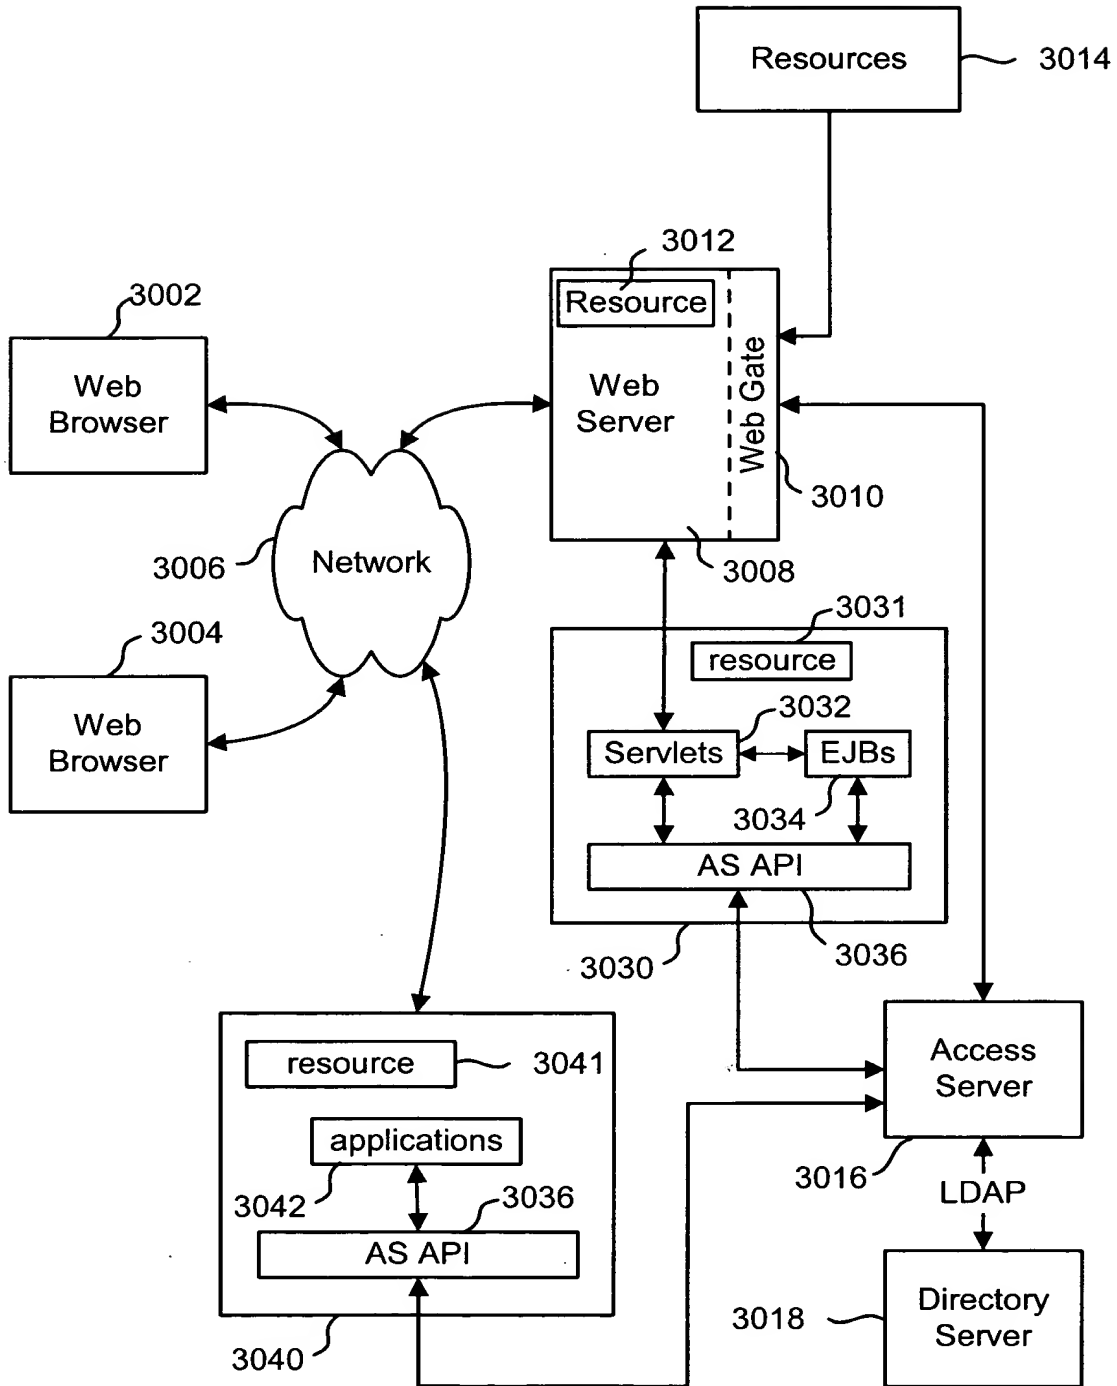 Resources
3014
3012
Resource
Web
Server
Web Gate
3010
3008
3002
Web
Browser
3006
Network
3004
Web
Browser
3031
resource
3032
Servlets
EJBs
3034
AS API
3030
3036
resource
3041
applications
3042
3036
AS API
3040
Access
Server
3016
LDAP
Directory
Server
3018